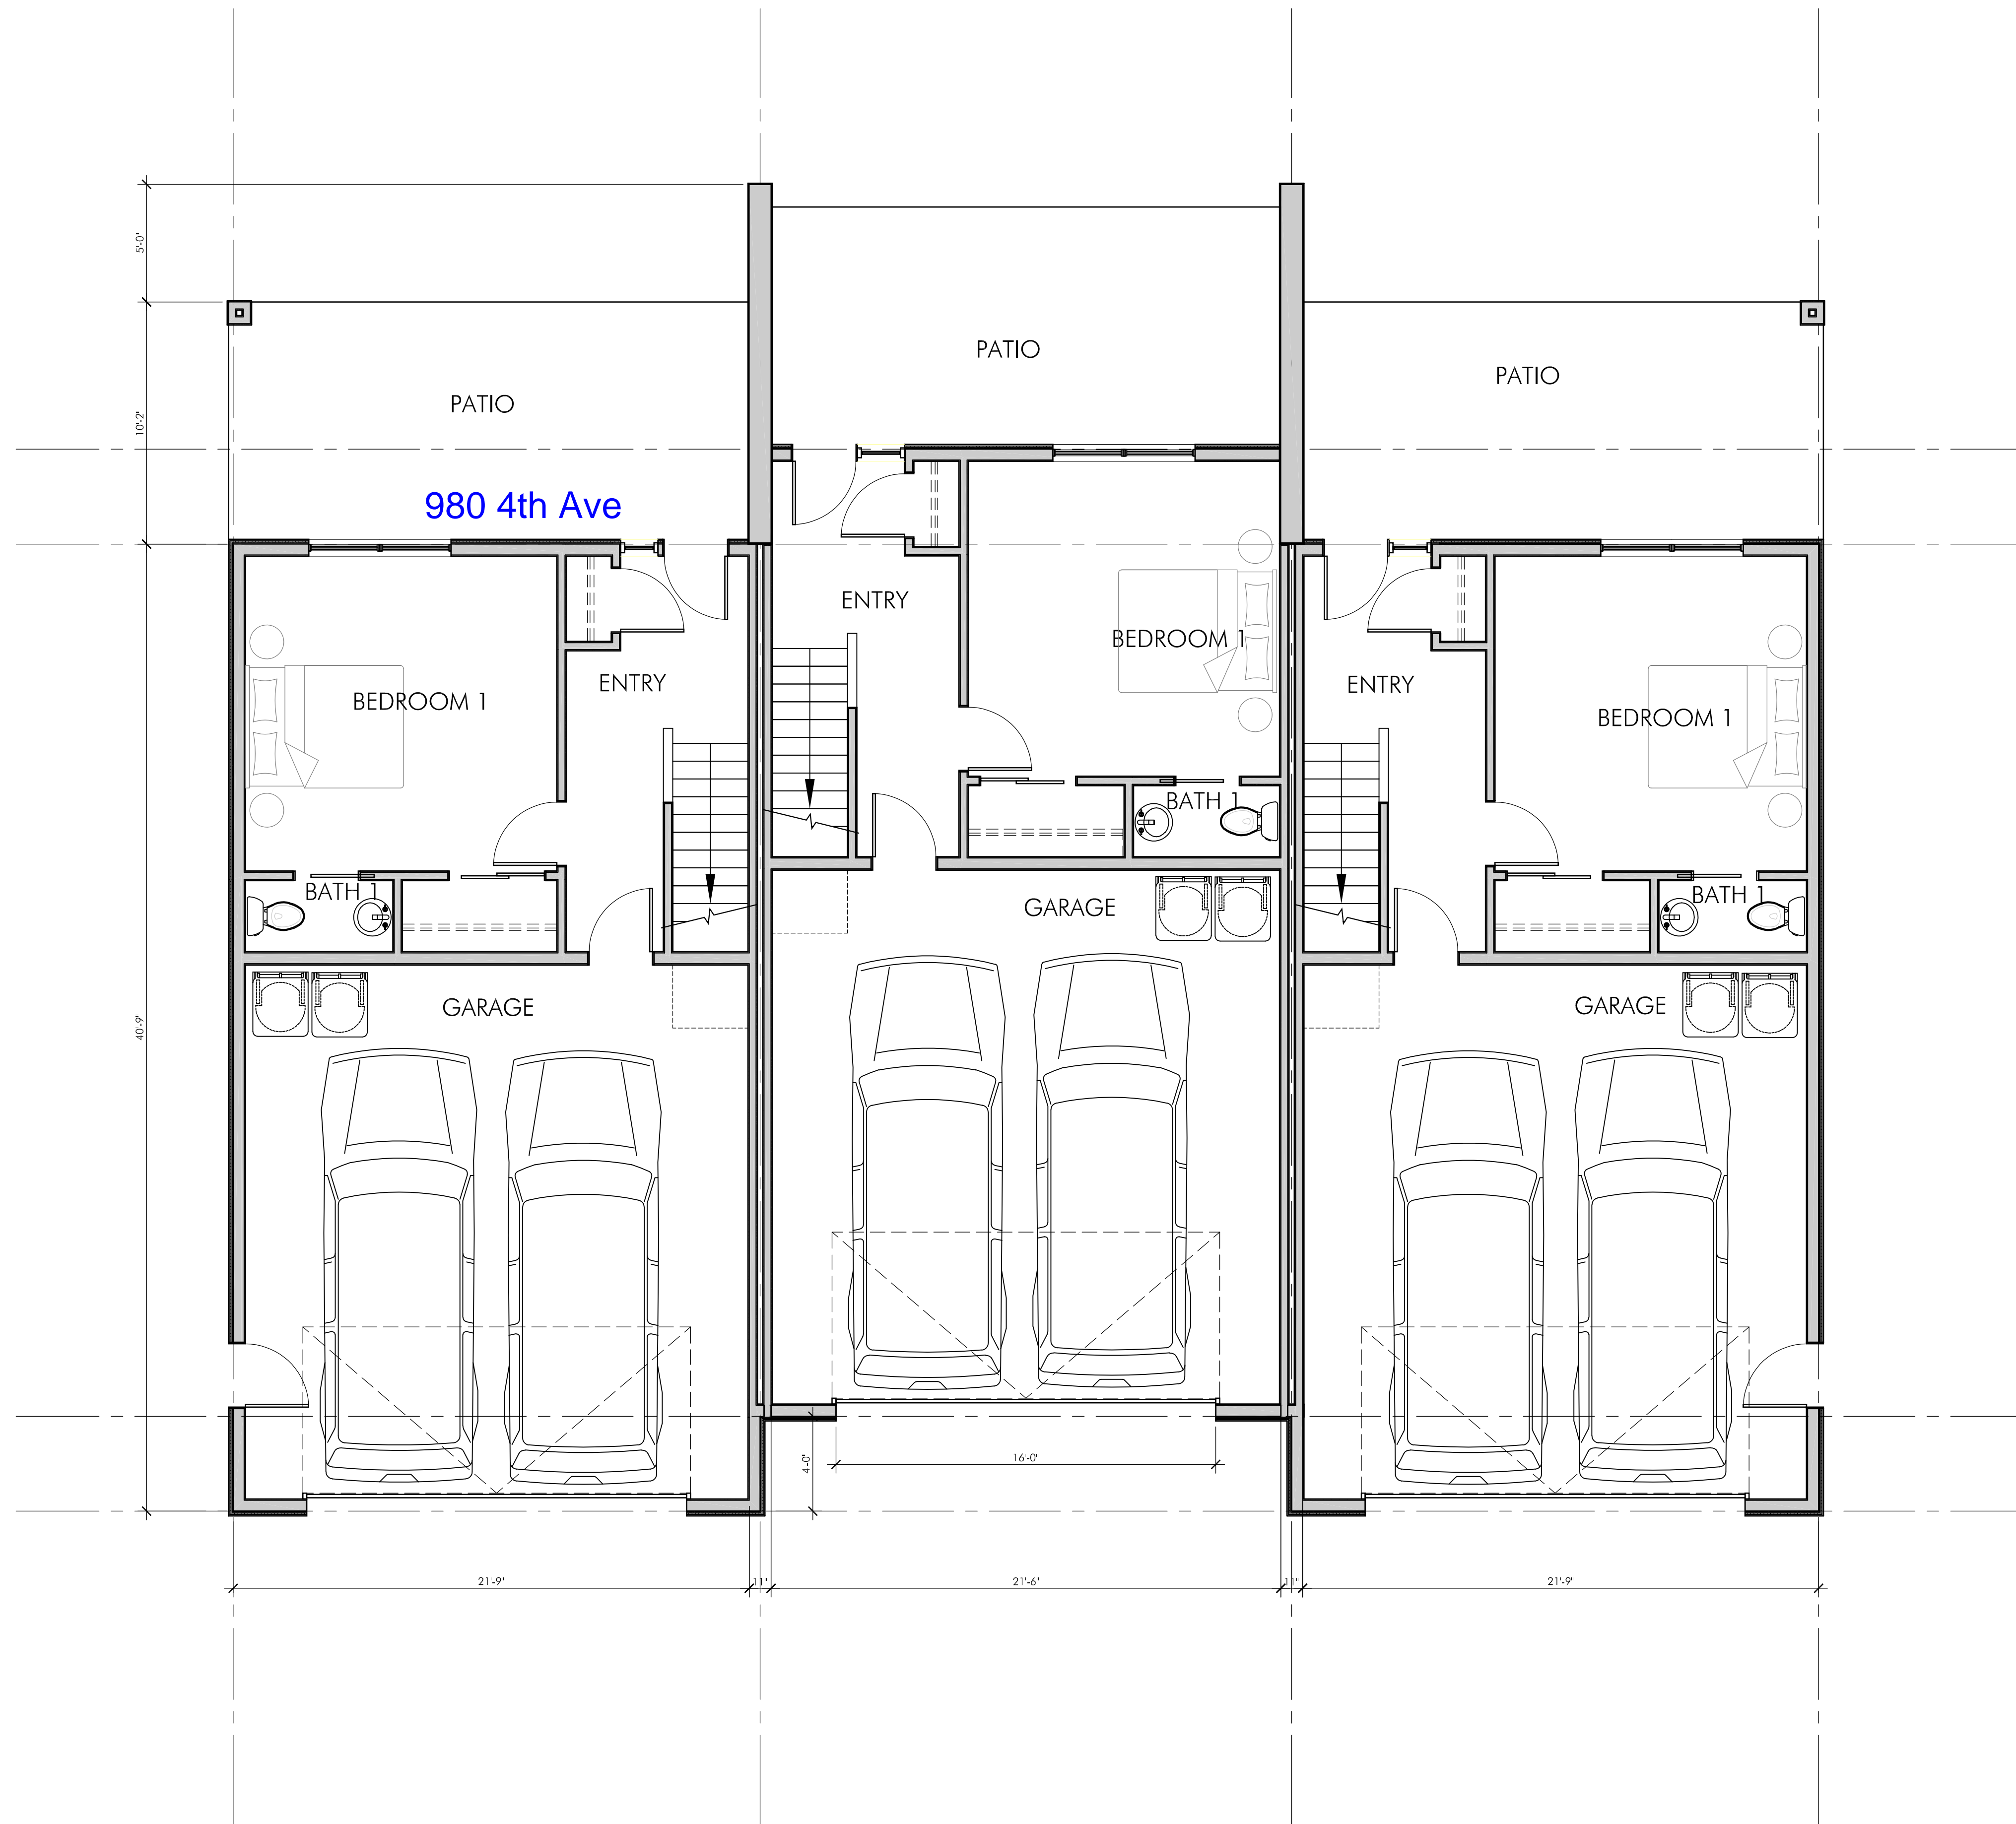 5'-0"
PATIO
PATIO
PATIO
10'-2"
980 4th Ave
ENTRY
BEDROOM 1
ENTRY
ENTRY
BEDROOM 1
BEDROOM 1
BATH 1
BATH 1
BATH 1
GARAGE
GARAGE
GARAGE
40'-9"
16'-0"
4'-0"
21'-9"
11"
21'-6"
11"
21'-9"